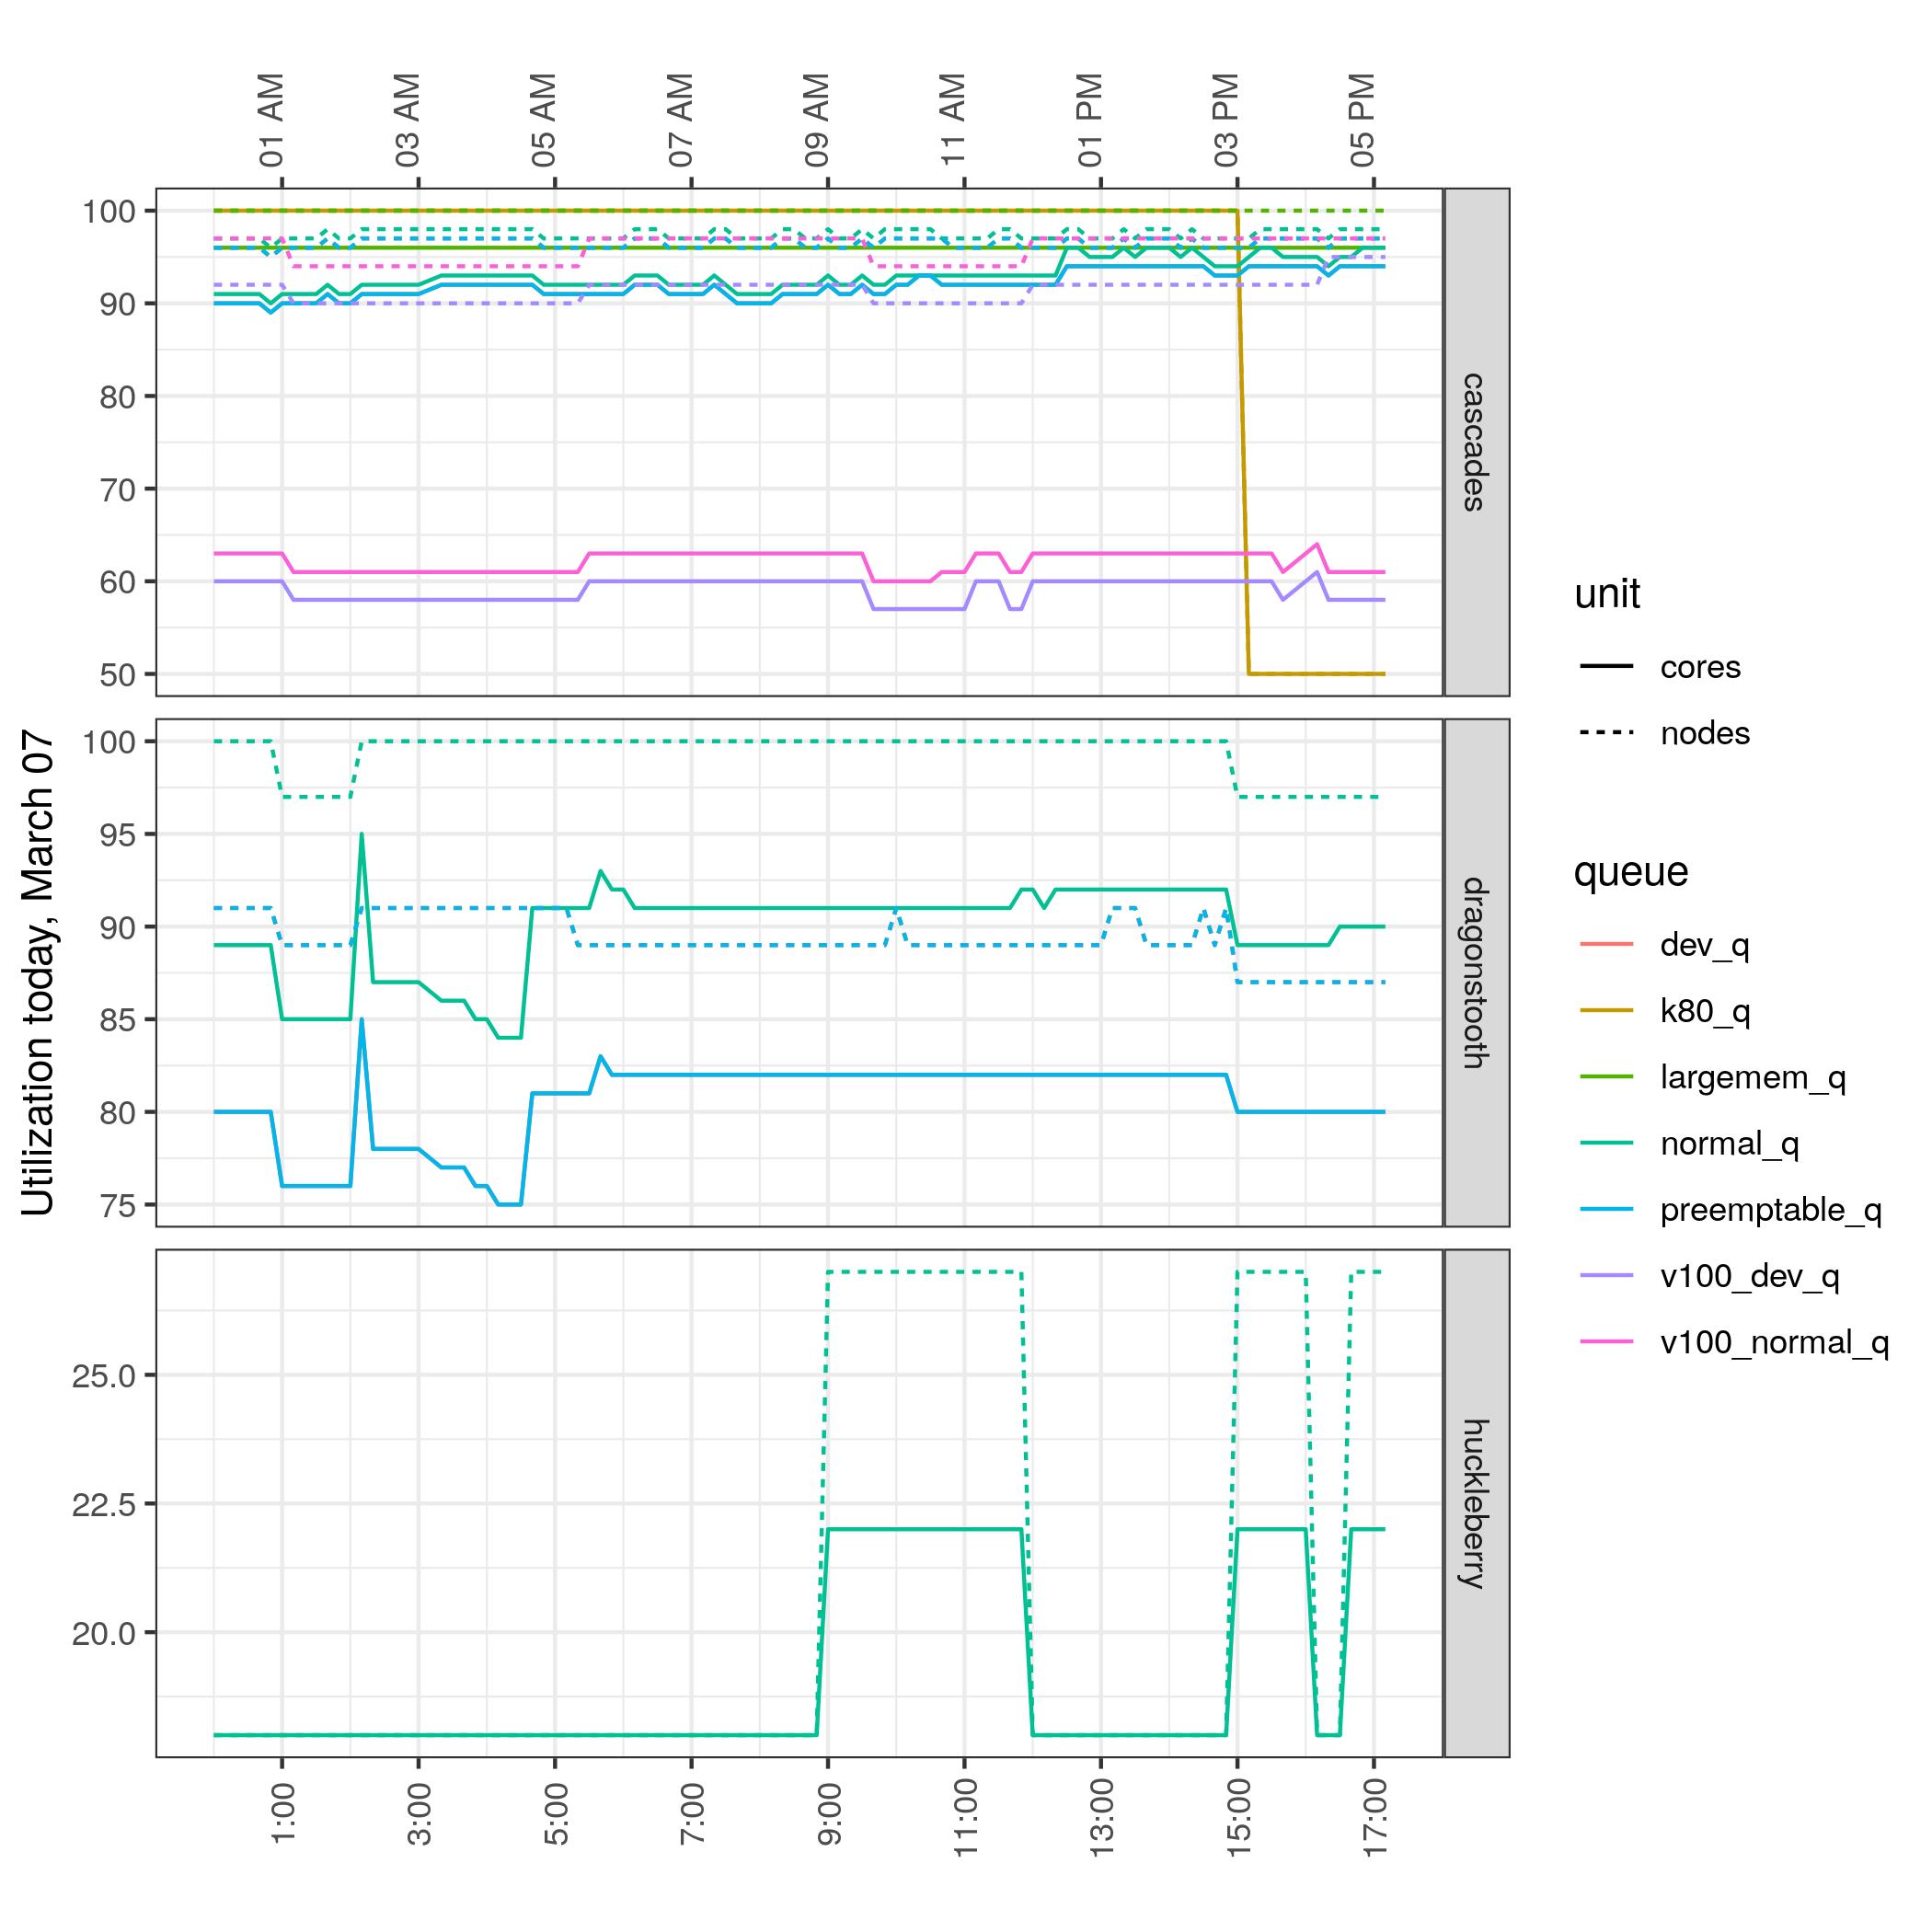 01 AM
03 AM
05 AM
07 AM
09 AM
11 AM
01 PM
03 PM
05 PM
Utilization today, March 07
100
90
80
70
60
50
cascades
100
95
90
85
80
75
dragonstooth
25.0
22.5
20.0
huckleberry
1:00
3:00
5:00
7:00
9:00
11:00
13:00
15:00
17:00
unit
cores
nodes
queue
dev_q
k80_q
largemem_q
normal_q
preemptable_q
v100_dev_q
v100_normal_q